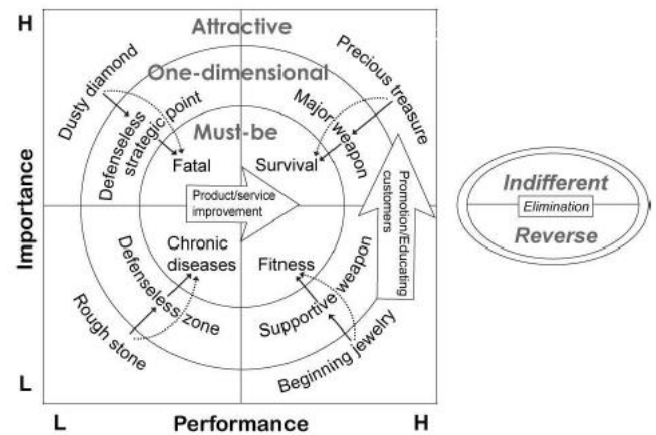 H
Attractive
One-dimensional
Must-be
Dusty diamond
Defenseless
strategic point
Fatal
Precious treasure
Major weapon
Survival
Product/service
improvement
Promotion/Educating
customers
Importance
Chronic
diseases
Defenseless zone
Rough stone
Fitness
Supportive weapon
Beginning jewelry
L
L
Performance
H
Indifferent
Elimination
Reverse